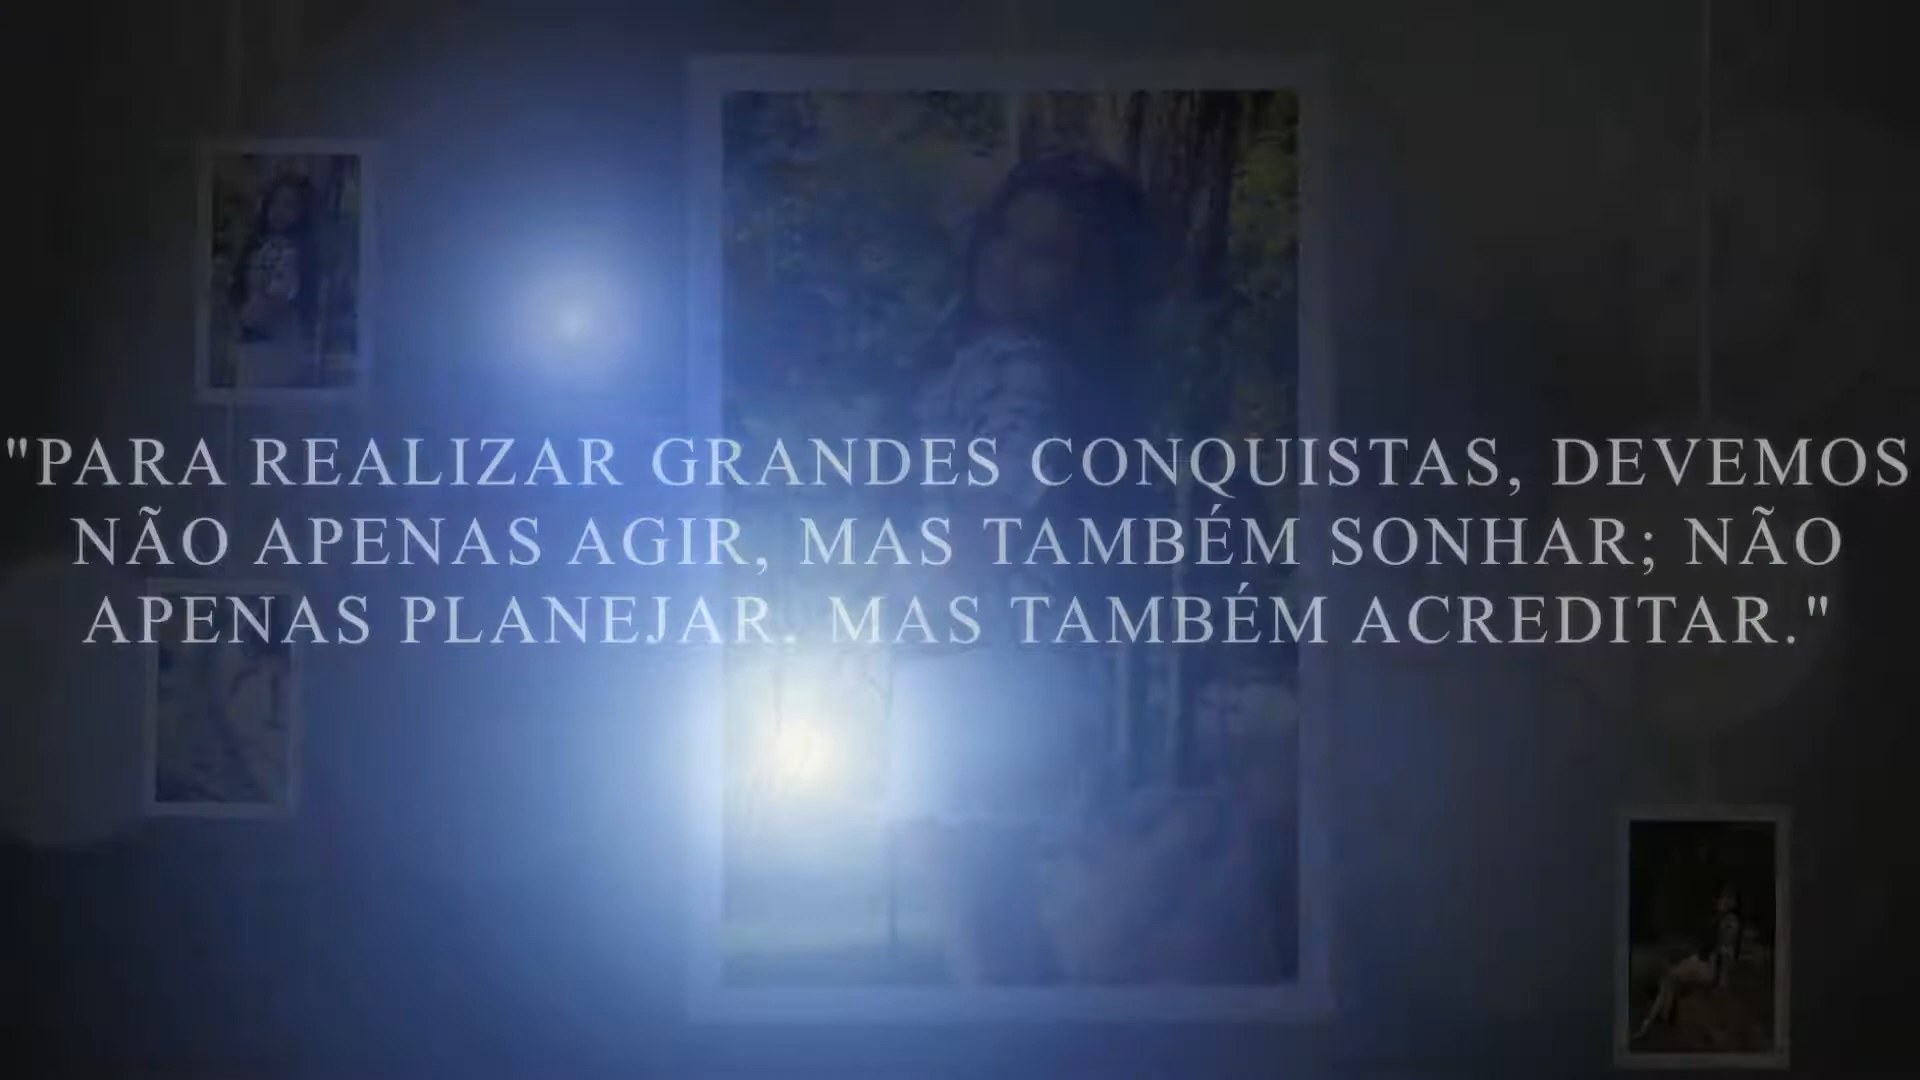 "PARA REALIZAR GRANDES CONQUISTAS, DEVEMOS
NÃO APENAS AGIR, MAS TAMBÉM SONHAR; NÃO
APENAS PLANEJAR, MAS TAMBÉM ACREDITAR."